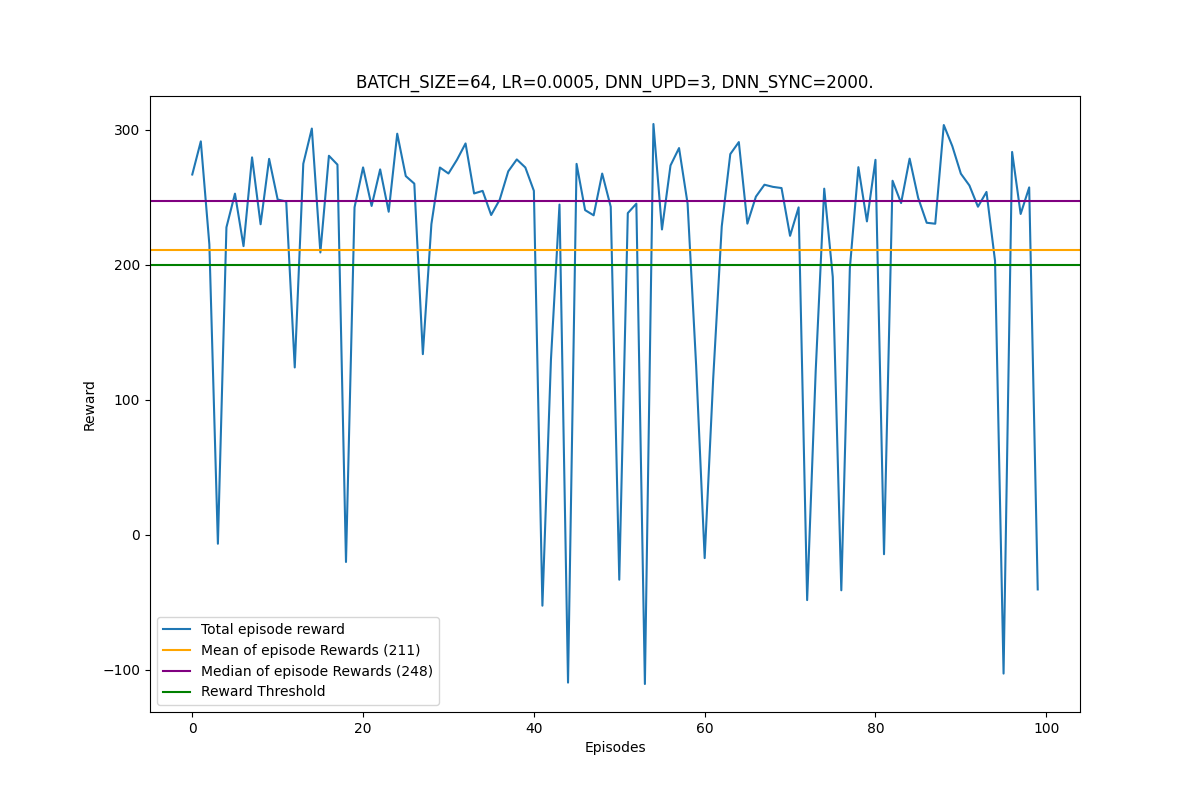 BATCH_SIZE=64, LR=0.0005, DNN_UPD=3, DNN_SYNC=2000.
300
200
100
0
−100
Reward
Total episode reward
Mean of episode Rewards (211)
Median of episode Rewards (248)
Reward Threshold
0 20 40 60 80 100
Episodes